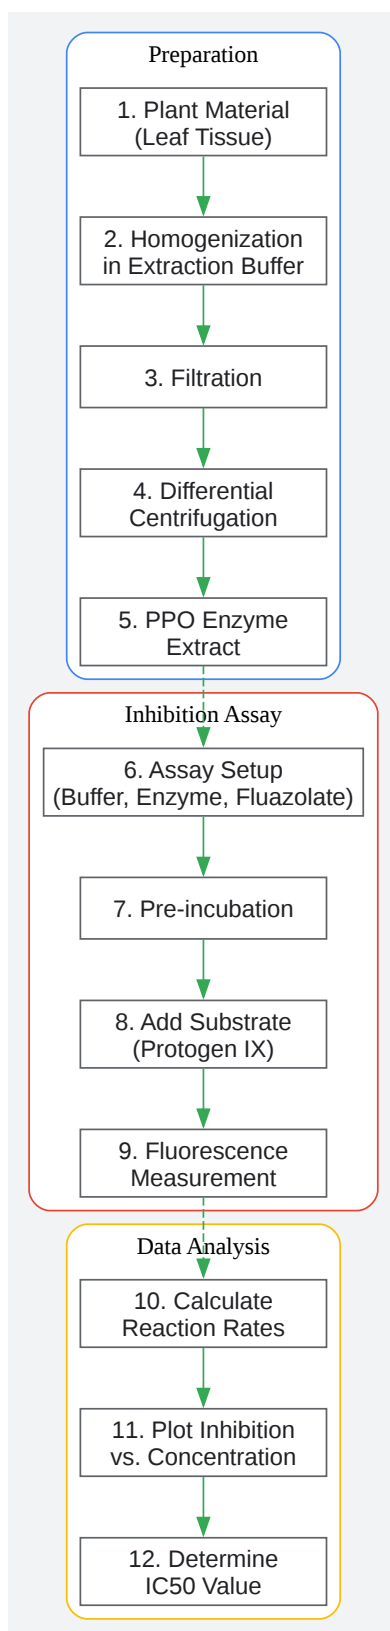 Preparation
1. Plant Material
(Leaf Tissue)
2. Homogenization
in Extraction Buffer
3. Filtration
4. Differential
Centrifugation
5. PPO Enzyme
Extract
Inhibition Assay
6. Assay Setup
(Buffer, Enzyme, Fluazolate)
7. Pre-incubation
8. Add Substrate
(Protogen IX)
9. Fluorescence
Measurement
Data Analysis
10. Calculate
Reaction Rates
11. Plot Inhibition
vs. Concentration
12. Determine
IC50 Value